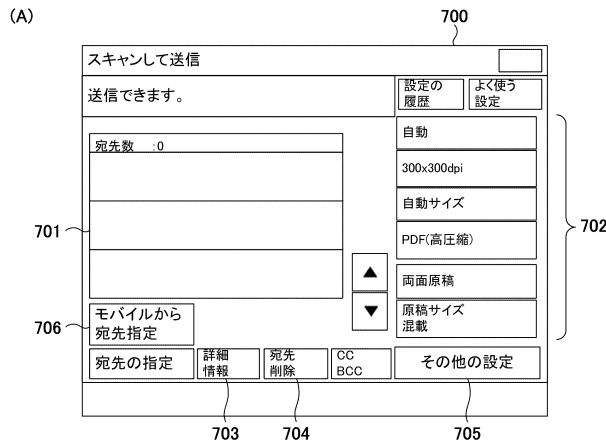 (A)
700
スキャンして送信
送信できます。
設定の
履歴
よく使う
設定
宛先数 :0
自動
300x300dpi
自動サイズ
PDF(高圧縮)
両面原稿
原稿サイズ
混載
701
702
▲
▼
706
モバイルから
宛先指定
宛先の指定
詳細
情報
宛先
削除
CC
BCC
その他の設定
703
704
705